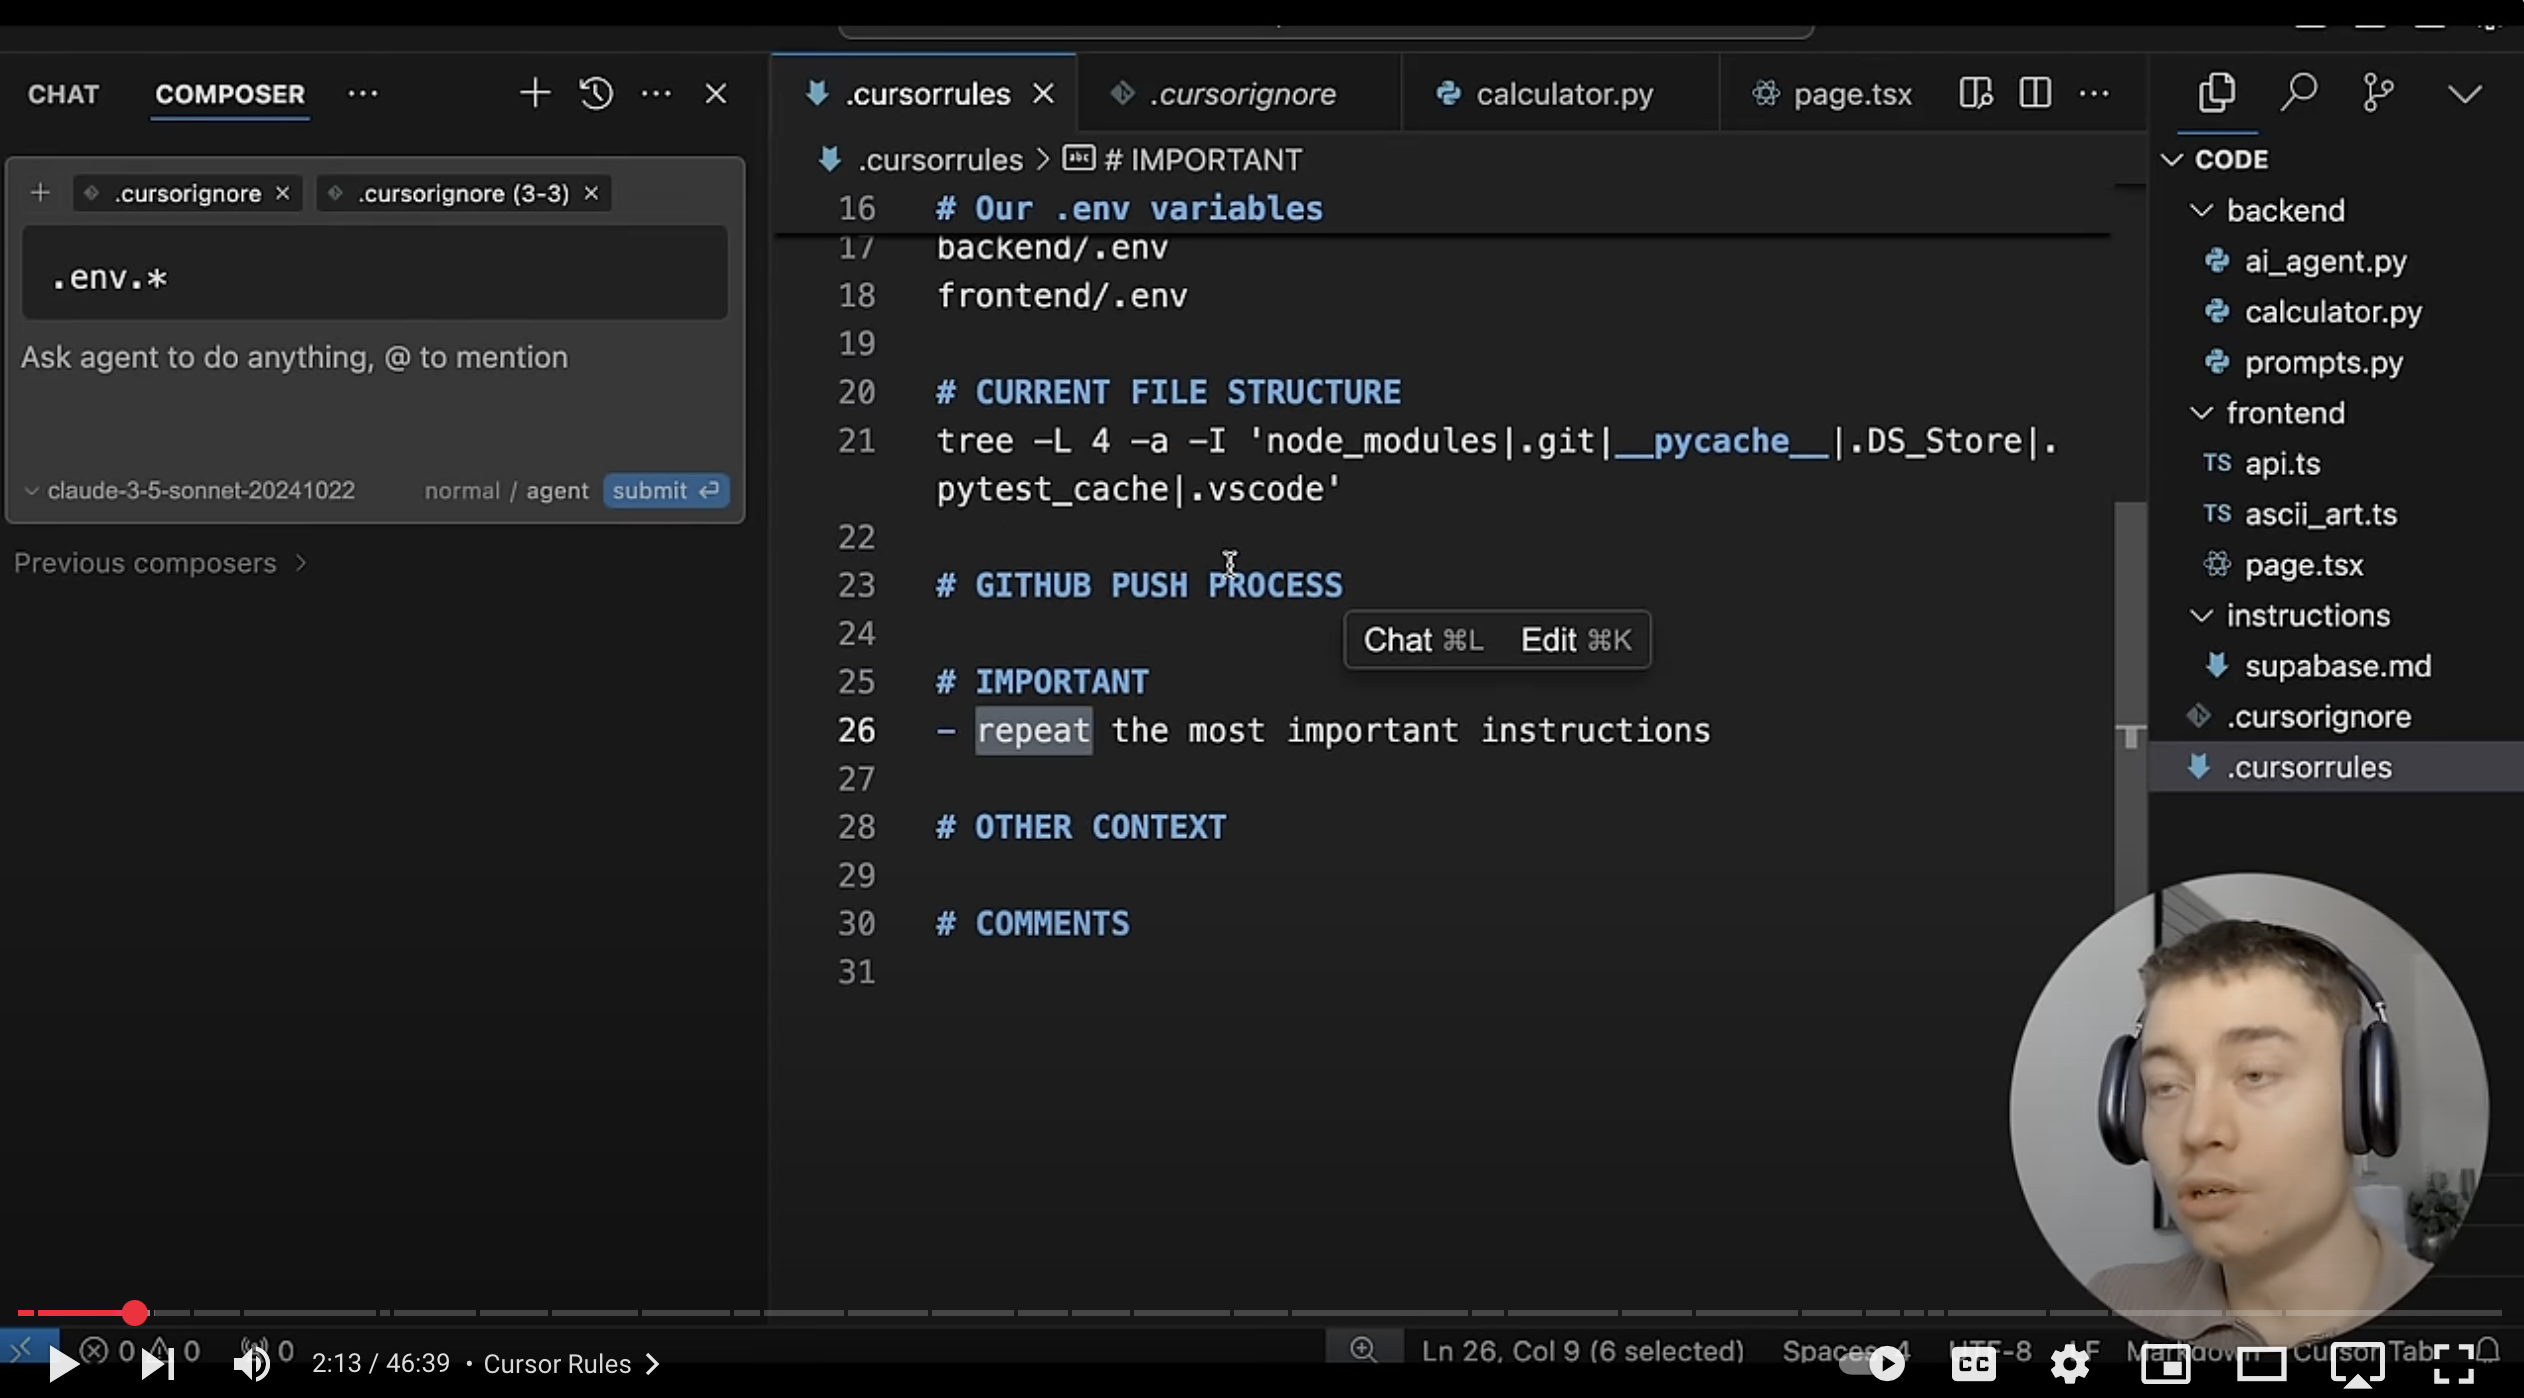 CHAT
COMPOSER
.cursorignore
.cursorignore (3-3)
.env.*
Ask agent to do anything, @ to mention
claude-3-5-sonnet-20241022
normal / agent
submit
Previous composers
.cursorrules
.cursorignore
calculator.py
page.tsx
.cursorrules > # IMPORTANT
16 # Our .env variables
17 backend/.env
18 frontend/.env
19
20 # CURRENT FILE STRUCTURE
21 tree -L 4 -a -I 'node_modules|.git|__pycache__|.DS_Store|.
pytest_cache|.vscode'
22
23 # GITHUB PUSH PROCESS
24
Chat ⌘L Edit ⌘K
25 # IMPORTANT
26 - repeat the most important instructions
27
28 # OTHER CONTEXT
29
30 # COMMENTS
31
CODE
backend
ai_agent.py
calculator.py
prompts.py
frontend
TS api.ts
TS ascii_art.ts
page.tsx
instructions
supabase.md
.cursorignore
.cursorrules
0 0 0
2:13 / 46:39 • Cursor Rules
Ln 26, Col 9 (6 selected)
Spaces: 4
UTF-8
LF
Markdown
Cursor Tab
CC